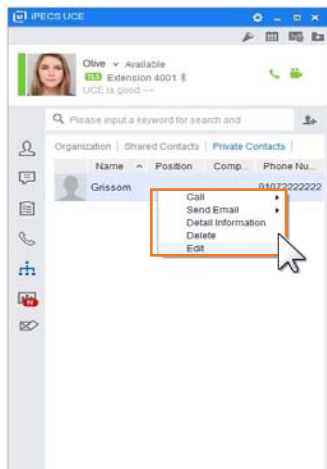 iPECS UCE
Olive Available
TLS Extension 4001
UCE is good ~~
Please input a keyword for search and
Organization | Shared Contacts | Private Contacts |
Name Position Comp... Phone Nu...
Grissom 01072222222
Call
Send Email
Detail Information
Delete
Edit
N